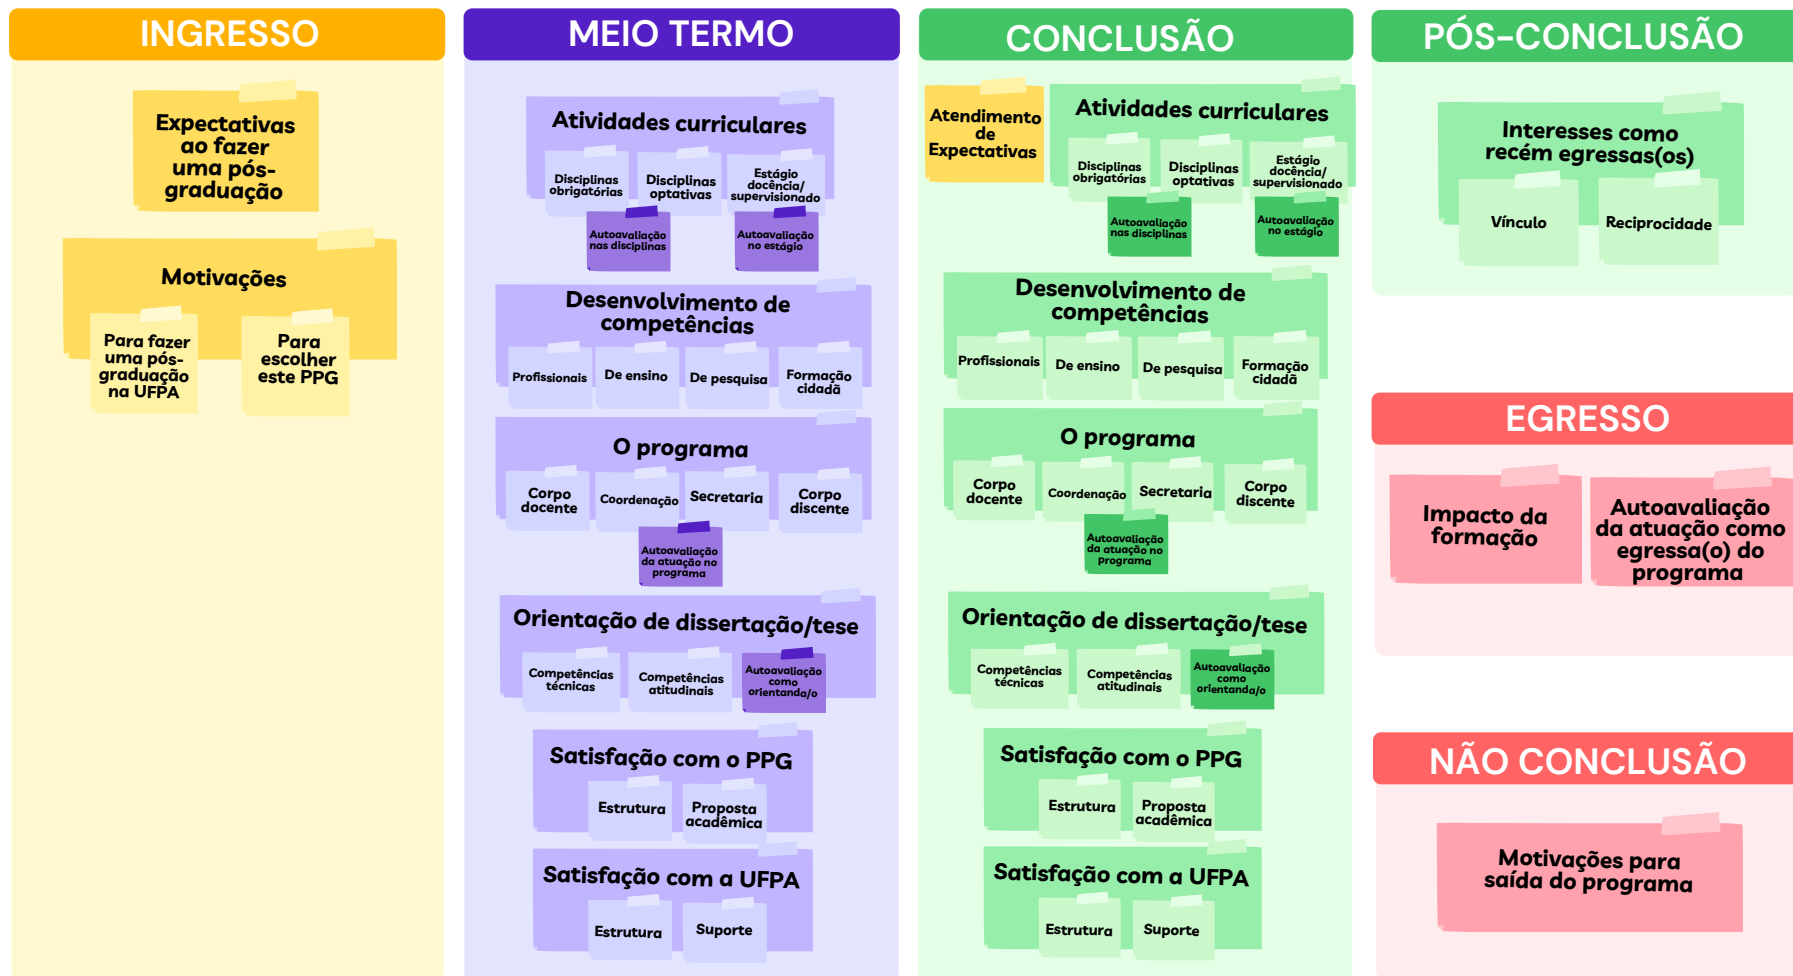 INGRESSO
Expectativas
ao fazer
uma pós-
graduação
Motivações
Para fazer
uma pós-
graduação
na UFPA
Para
escolher
este PPG
MEIO TERMO
Atividades curriculares
Disciplinas
obrigatórias
Disciplinas
optativas
Estágio
docência/
supervisionado
Autoavaliação
nas disciplinas
Autoavaliação
no estágio
Desenvolvimento de
competências
Profissionais
De ensino
De pesquisa
Formação
cidadã
O programa
Corpo
docente
Coordenação
Secretaria
Corpo
discente
Autoavaliação
da atuação no
programa
Orientação de dissertação/tese
Competências
técnicas
Competências
atitudinais
Autoavaliação
como
orientanda/o
Satisfação com o PPG
Estrutura
Proposta
acadêmica
Satisfação com a UFPA
Estrutura
Suporte
CONCLUSÃO
Atendimento
de
Expectativas
Atividades curriculares
Disciplinas
obrigatórias
Disciplinas
optativas
Estágio
docência/
supervisionado
Autoavaliação
nas disciplinas
Autoavaliação
no estágio
Desenvolvimento de
competências
Profissionais
De ensino
De pesquisa
Formação
cidadã
O programa
Corpo
docente
Coordenação
Secretaria
Corpo
discente
Autoavaliação
da atuação no
programa
Orientação de dissertação/tese
Competências
técnicas
Competências
atitudinais
Autoavaliação
como
orientanda/o
Satisfação com o PPG
Estrutura
Proposta
acadêmica
Satisfação com a UFPA
Estrutura
Suporte
PÓS-CONCLUSÃO
Interesses como
recém egressas(os)
Vínculo
Reciprocidade
EGRESSO
Impacto da
formação
Autoavaliação
da atuação como
egressa(o) do
programa
NÃO CONCLUSÃO
Motivações para
saída do programa